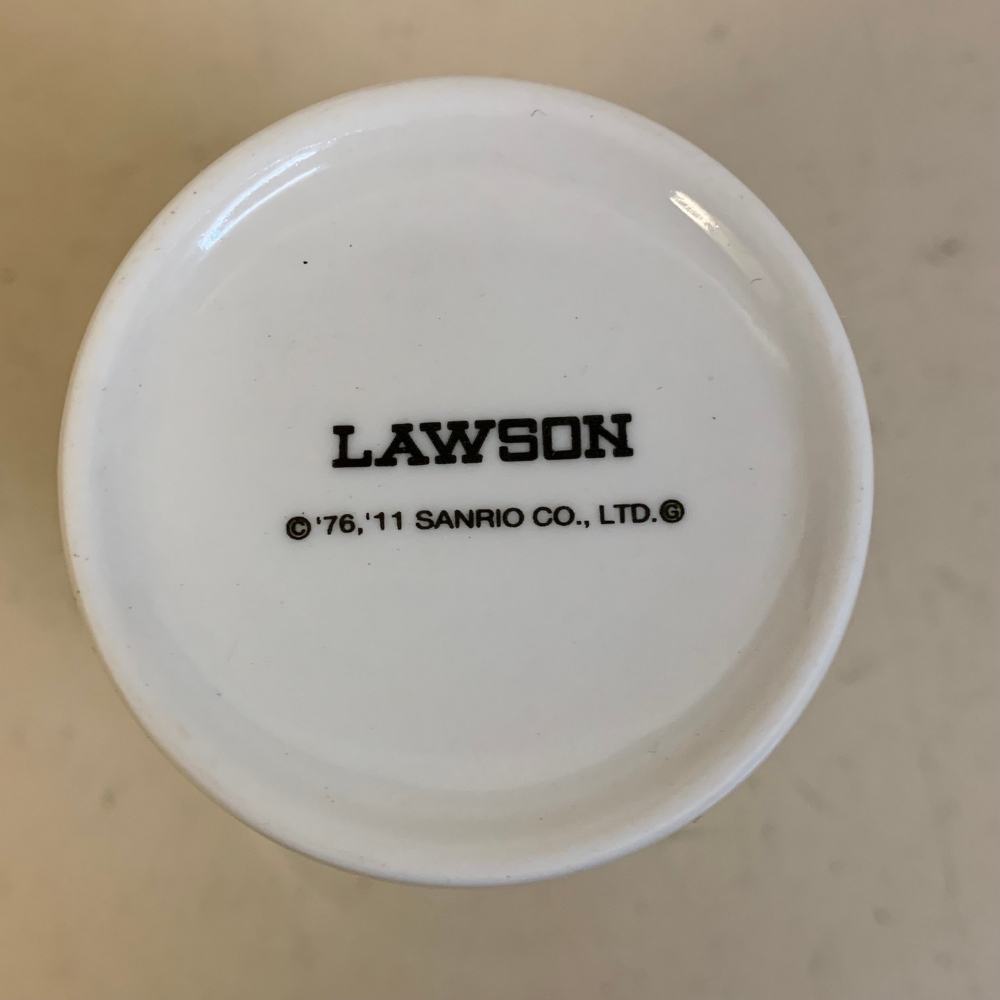 LAWSON
© '76,'11 SANRIO CO., LTD.Ⓖ